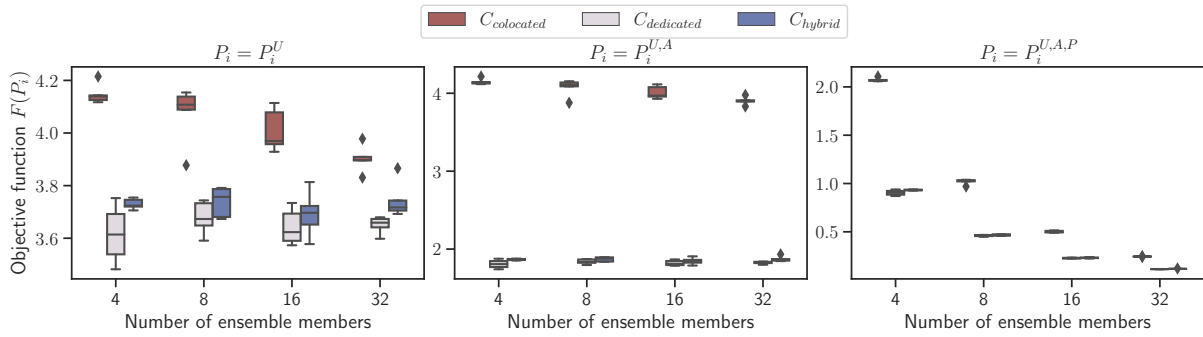 C_colocated C_dedicated C_hybrid
P_i = P_i^U
P_i = P_i^{U,A}
P_i = P_i^{U,A,P}
Objective function F(P_i)
4.2
4.0
3.8
3.6
4 8 16 32
Number of ensemble members
4
3
2
4 8 16 32
Number of ensemble members
2.0
1.5
1.0
0.5
4 8 16 32
Number of ensemble members